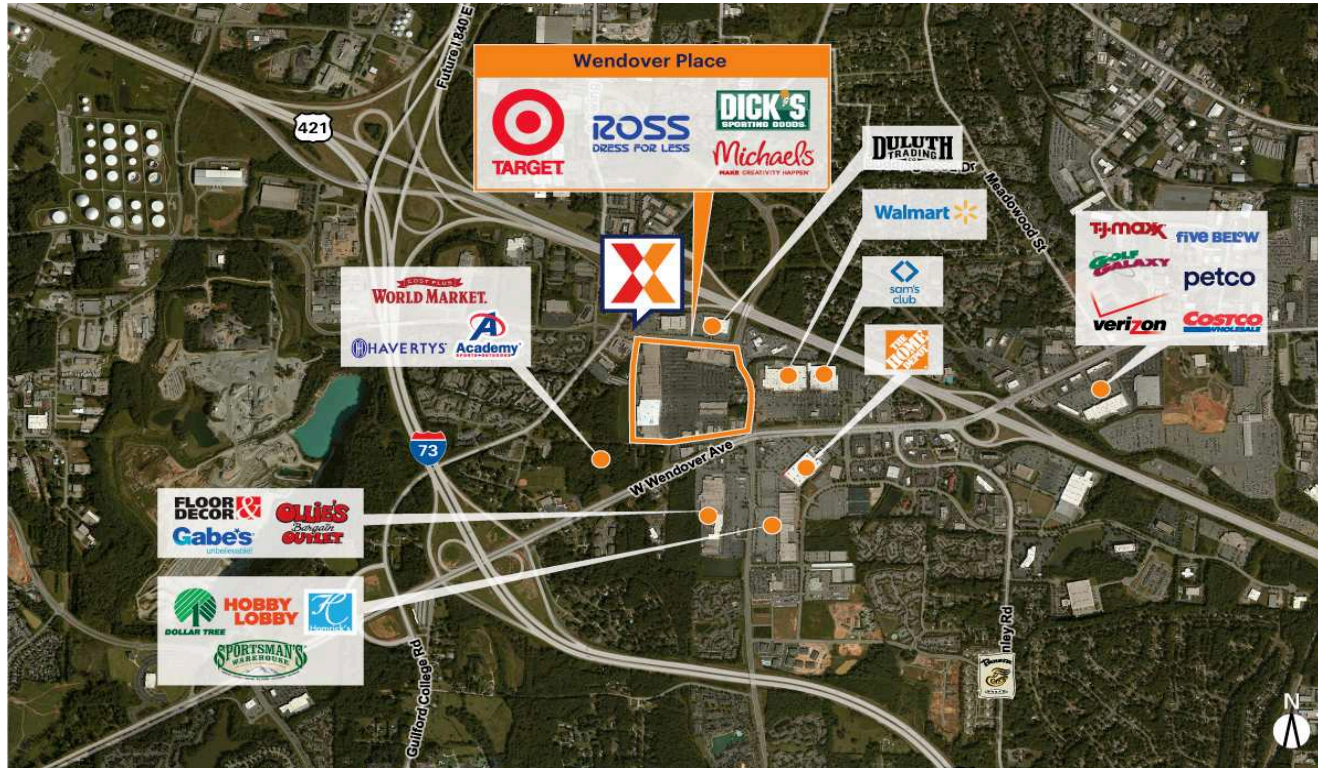 Wendover Place
TARGET
ROSS
DRESS FOR LESS
DICK'S
SPORTING GOODS
Michaels
MAKE CREATIVITY HAPPEN
421
Future I 840 E
DULUTH
TRADING
CO
Dr
Meadowood St
Walmart
sam's
club
THE
HOME
DEPOT
T·J·maxx
five BELOW
GOLF
GALAXY
petco
verizon
COSTCO
WHOLESALE
COST PLUS
WORLD MARKET.
HAVERTYS
Academy
SPORTS+OUTDOORS
73
W Wendover Ave
FLOOR &
DECOR
OLLIE'S
Bargain
OUTLET
Gabe's
unbelievable!
DOLLAR TREE
HOBBY
LOBBY
H
Hamrick's
SPORTSMAN'S
WAREHOUSE
Guilford College Rd
nley Rd
Panera
N